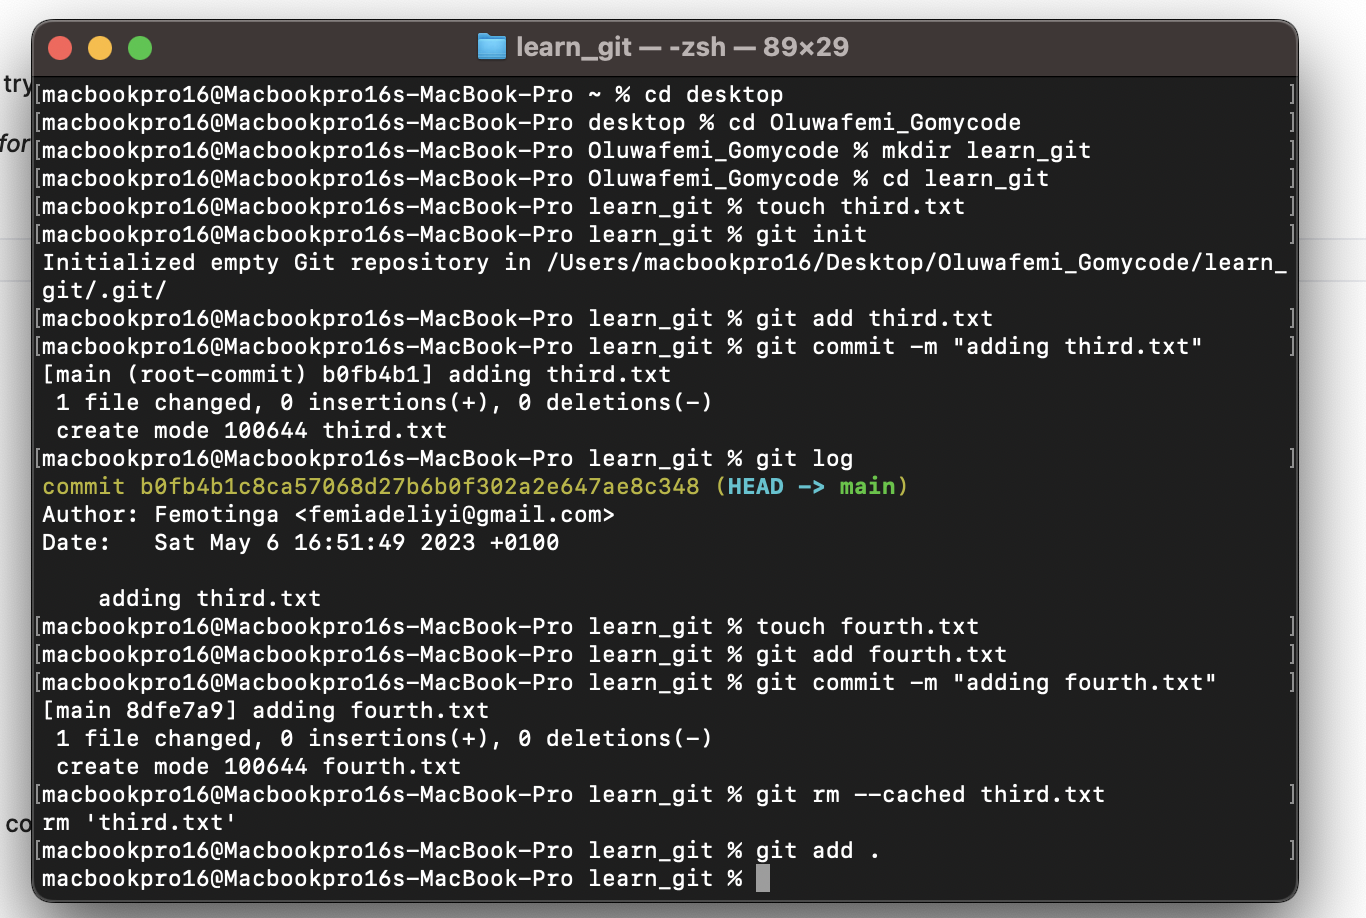 learn_git — -zsh — 89×29
try
for
[macbookpro16@Macbookpro16s-MacBook-Pro ~ % cd desktop ]
[macbookpro16@Macbookpro16s-MacBook-Pro desktop % cd Oluwafemi_Gomycode ]
[macbookpro16@Macbookpro16s-MacBook-Pro Oluwafemi_Gomycode % mkdir learn_git ]
[macbookpro16@Macbookpro16s-MacBook-Pro Oluwafemi_Gomycode % cd learn_git ]
[macbookpro16@Macbookpro16s-MacBook-Pro learn_git % touch third.txt ]
[macbookpro16@Macbookpro16s-MacBook-Pro learn_git % git init ]
Initialized empty Git repository in /Users/macbookpro16/Desktop/Oluwafemi_Gomycode/learn_
git/.git/
[macbookpro16@Macbookpro16s-MacBook-Pro learn_git % git add third.txt ]
[macbookpro16@Macbookpro16s-MacBook-Pro learn_git % git commit -m "adding third.txt" ]
[main (root-commit) b0fb4b1] adding third.txt
 1 file changed, 0 insertions(+), 0 deletions(-)
 create mode 100644 third.txt
[macbookpro16@Macbookpro16s-MacBook-Pro learn_git % git log ]
commit b0fb4b1c8ca57068d27b6b0f302a2e647ae8c348 (HEAD -> main)
Author: Femotinga <femiadeliyi@gmail.com>
Date:   Sat May 6 16:51:49 2023 +0100
    adding third.txt
[macbookpro16@Macbookpro16s-MacBook-Pro learn_git % touch fourth.txt ]
[macbookpro16@Macbookpro16s-MacBook-Pro learn_git % git add fourth.txt ]
[macbookpro16@Macbookpro16s-MacBook-Pro learn_git % git commit -m "adding fourth.txt" ]
[main 8dfe7a9] adding fourth.txt
 1 file changed, 0 insertions(+), 0 deletions(-)
 create mode 100644 fourth.txt
[macbookpro16@Macbookpro16s-MacBook-Pro learn_git % git rm --cached third.txt ]
co
rm 'third.txt'
[macbookpro16@Macbookpro16s-MacBook-Pro learn_git % git add . ]
macbookpro16@Macbookpro16s-MacBook-Pro learn_git %